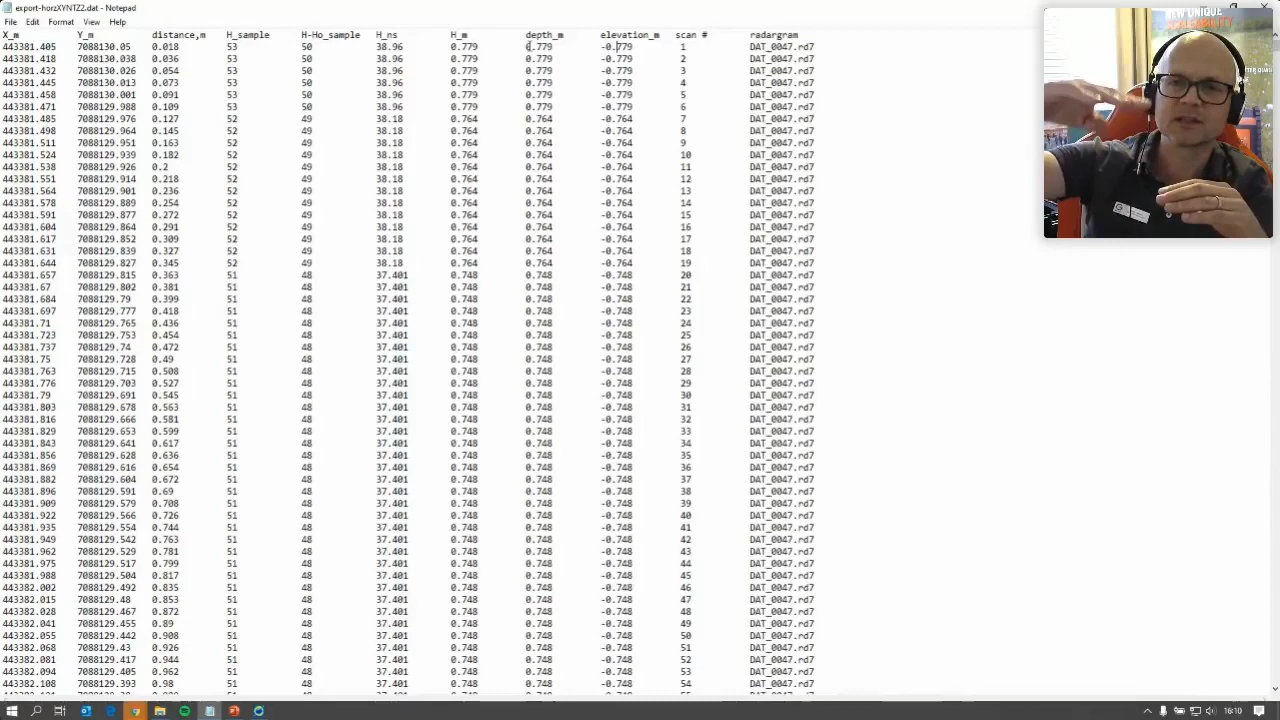 export-horzXYNTZ2.dat - Notepad
File Edit Format View Help
X_m Y_m distance,m H_sample H-Ho_sample H_ns H_m depth_m elevation_m scan # radargram
443381.405 7088130.05 0.018 53 50 38.96 0.779 0.779 -0.779 1 DAT_0047.rd7
443381.418 7088130.038 0.036 53 50 38.96 0.779 0.779 -0.779 2 DAT_0047.rd7
443381.432 7088130.026 0.054 53 50 38.96 0.779 0.779 -0.779 3 DAT_0047.rd7
443381.445 7088130.013 0.073 53 50 38.96 0.779 0.779 -0.779 4 DAT_0047.rd7
443381.458 7088130.001 0.091 53 50 38.96 0.779 0.779 -0.779 5 DAT_0047.rd7
443381.471 7088129.988 0.109 53 50 38.96 0.779 0.779 -0.779 6 DAT_0047.rd7
443381.485 7088129.976 0.127 52 49 38.18 0.764 0.764 -0.764 7 DAT_0047.rd7
443381.498 7088129.964 0.145 52 49 38.18 0.764 0.764 -0.764 8 DAT_0047.rd7
443381.511 7088129.951 0.163 52 49 38.18 0.764 0.764 -0.764 9 DAT_0047.rd7
443381.524 7088129.939 0.182 52 49 38.18 0.764 0.764 -0.764 10 DAT_0047.rd7
443381.538 7088129.926 0.2 52 49 38.18 0.764 0.764 -0.764 11 DAT_0047.rd7
443381.551 7088129.914 0.218 52 49 38.18 0.764 0.764 -0.764 12 DAT_0047.rd7
443381.564 7088129.901 0.236 52 49 38.18 0.764 0.764 -0.764 13 DAT_0047.rd7
443381.578 7088129.889 0.254 52 49 38.18 0.764 0.764 -0.764 14 DAT_0047.rd7
443381.591 7088129.877 0.272 52 49 38.18 0.764 0.764 -0.764 15 DAT_0047.rd7
443381.604 7088129.864 0.291 52 49 38.18 0.764 0.764 -0.764 16 DAT_0047.rd7
443381.617 7088129.852 0.309 52 49 38.18 0.764 0.764 -0.764 17 DAT_0047.rd7
443381.631 7088129.839 0.327 52 49 38.18 0.764 0.764 -0.764 18 DAT_0047.rd7
443381.644 7088129.827 0.345 52 49 38.18 0.764 0.764 -0.764 19 DAT_0047.rd7
443381.657 7088129.815 0.363 51 48 37.401 0.748 0.748 -0.748 20 DAT_0047.rd7
443381.67 7088129.802 0.381 51 48 37.401 0.748 0.748 -0.748 21 DAT_0047.rd7
443381.684 7088129.79 0.399 51 48 37.401 0.748 0.748 -0.748 22 DAT_0047.rd7
443381.697 7088129.777 0.418 51 48 37.401 0.748 0.748 -0.748 23 DAT_0047.rd7
443381.71 7088129.765 0.436 51 48 37.401 0.748 0.748 -0.748 24 DAT_0047.rd7
443381.723 7088129.753 0.454 51 48 37.401 0.748 0.748 -0.748 25 DAT_0047.rd7
443381.737 7088129.74 0.472 51 48 37.401 0.748 0.748 -0.748 26 DAT_0047.rd7
443381.75 7088129.728 0.49 51 48 37.401 0.748 0.748 -0.748 27 DAT_0047.rd7
443381.763 7088129.715 0.508 51 48 37.401 0.748 0.748 -0.748 28 DAT_0047.rd7
443381.776 7088129.703 0.527 51 48 37.401 0.748 0.748 -0.748 29 DAT_0047.rd7
443381.79 7088129.691 0.545 51 48 37.401 0.748 0.748 -0.748 30 DAT_0047.rd7
443381.803 7088129.678 0.563 51 48 37.401 0.748 0.748 -0.748 31 DAT_0047.rd7
443381.816 7088129.666 0.581 51 48 37.401 0.748 0.748 -0.748 32 DAT_0047.rd7
443381.829 7088129.653 0.599 51 48 37.401 0.748 0.748 -0.748 33 DAT_0047.rd7
443381.843 7088129.641 0.617 51 48 37.401 0.748 0.748 -0.748 34 DAT_0047.rd7
443381.856 7088129.628 0.636 51 48 37.401 0.748 0.748 -0.748 35 DAT_0047.rd7
443381.869 7088129.616 0.654 51 48 37.401 0.748 0.748 -0.748 36 DAT_0047.rd7
443381.882 7088129.604 0.672 51 48 37.401 0.748 0.748 -0.748 37 DAT_0047.rd7
443381.896 7088129.591 0.69 51 48 37.401 0.748 0.748 -0.748 38 DAT_0047.rd7
443381.909 7088129.579 0.708 51 48 37.401 0.748 0.748 -0.748 39 DAT_0047.rd7
443381.922 7088129.566 0.726 51 48 37.401 0.748 0.748 -0.748 40 DAT_0047.rd7
443381.935 7088129.554 0.744 51 48 37.401 0.748 0.748 -0.748 41 DAT_0047.rd7
443381.949 7088129.542 0.763 51 48 37.401 0.748 0.748 -0.748 42 DAT_0047.rd7
443381.962 7088129.529 0.781 51 48 37.401 0.748 0.748 -0.748 43 DAT_0047.rd7
443381.975 7088129.517 0.799 51 48 37.401 0.748 0.748 -0.748 44 DAT_0047.rd7
443381.988 7088129.504 0.817 51 48 37.401 0.748 0.748 -0.748 45 DAT_0047.rd7
443382.002 7088129.492 0.835 51 48 37.401 0.748 0.748 -0.748 46 DAT_0047.rd7
443382.015 7088129.48 0.853 51 48 37.401 0.748 0.748 -0.748 47 DAT_0047.rd7
443382.028 7088129.467 0.872 51 48 37.401 0.748 0.748 -0.748 48 DAT_0047.rd7
443382.041 7088129.455 0.89 51 48 37.401 0.748 0.748 -0.748 49 DAT_0047.rd7
443382.055 7088129.442 0.908 51 48 37.401 0.748 0.748 -0.748 50 DAT_0047.rd7
443382.068 7088129.43 0.926 51 48 37.401 0.748 0.748 -0.748 51 DAT_0047.rd7
443382.081 7088129.417 0.944 51 48 37.401 0.748 0.748 -0.748 52 DAT_0047.rd7
443382.094 7088129.405 0.962 51 48 37.401 0.748 0.748 -0.748 53 DAT_0047.rd7
443382.108 7088129.393 0.98 51 48 37.401 0.748 0.748 -0.748 54 DAT_0047.rd7
16:10